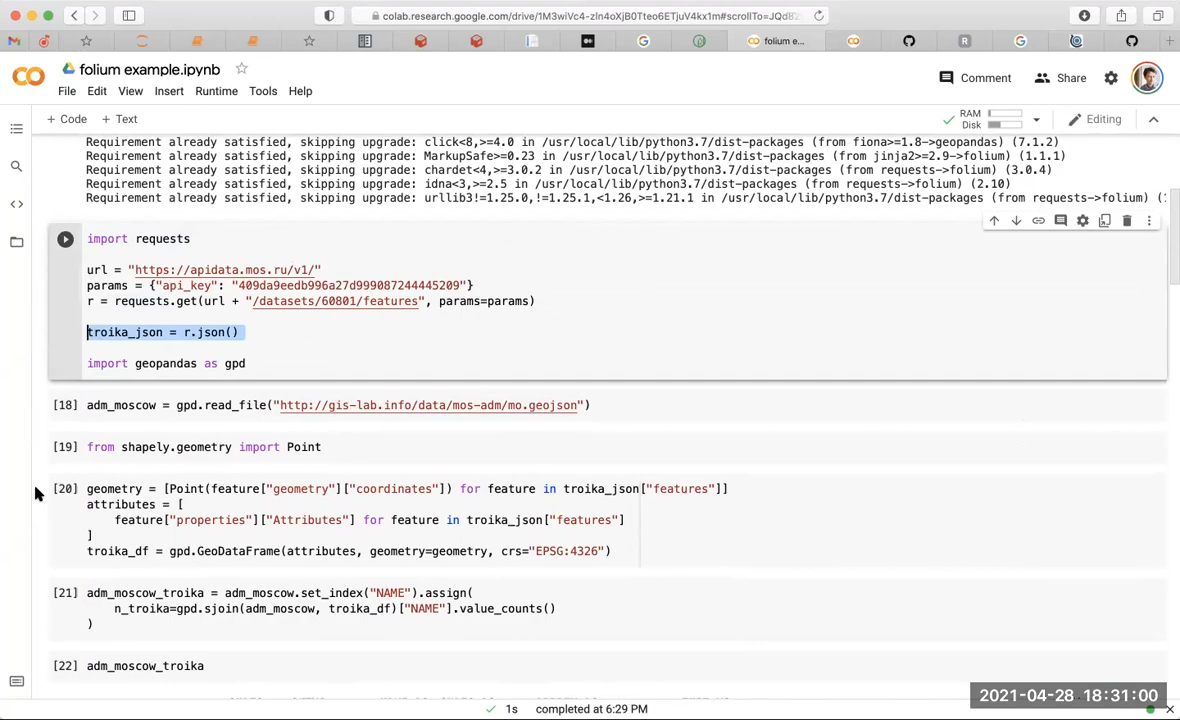 colab.research.google.com/drive/1M3wiVc4-zIn4oXjB0Tteo6ETjuV4kx1m#scrollTo=JQd8
folium e…
folium example.ipynb
File Edit View Insert Runtime Tools Help
Comment Share
+ Code + Text
RAM
Disk
Editing
Requirement already satisfied, skipping upgrade: click<8,>=4.0 in /usr/local/lib/python3.7/dist-packages (from fiona>=1.8->geopandas) (7.1.2)
Requirement already satisfied, skipping upgrade: MarkupSafe>=0.23 in /usr/local/lib/python3.7/dist-packages (from jinja2>=2.9->folium) (1.1.1)
Requirement already satisfied, skipping upgrade: chardet<4,>=3.0.2 in /usr/local/lib/python3.7/dist-packages (from requests->folium) (3.0.4)
Requirement already satisfied, skipping upgrade: idna<3,>=2.5 in /usr/local/lib/python3.7/dist-packages (from requests->folium) (2.10)
Requirement already satisfied, skipping upgrade: urllib3!=1.25.0,!=1.25.1,<1.26,>=1.21.1 in /usr/local/lib/python3.7/dist-packages (from requests->folium) (
import requests
url = "https://apidata.mos.ru/v1/"
params = {"api_key": "409da9eedb996a27d999087244445209"}
r = requests.get(url + "/datasets/60801/features", params=params)
troika_json = r.json()
import geopandas as gpd
[18] adm_moscow = gpd.read_file("http://gis-lab.info/data/mos-adm/mo.geojson")
[19] from shapely.geometry import Point
[20] geometry = [Point(feature["geometry"]["coordinates"]) for feature in troika_json["features"]]
attributes = [
feature["properties"]["Attributes"] for feature in troika_json["features"]
]
troika_df = gpd.GeoDataFrame(attributes, geometry=geometry, crs="EPSG:4326")
[21] adm_moscow_troika = adm_moscow.set_index("NAME").assign(
n_troika=gpd.sjoin(adm_moscow, troika_df)["NAME"].value_counts()
)
[22] adm_moscow_troika
1s completed at 6:29 PM
2021-04-28 18:31:00